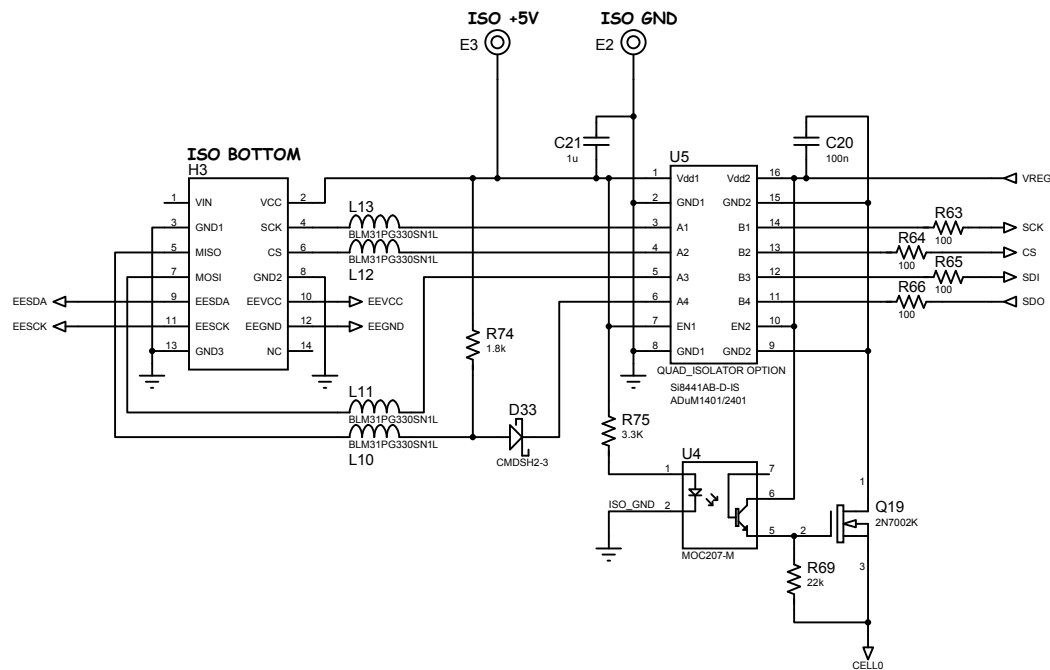 ISO +5V
ISO GND
E3
E2
C21
1u
C20
100n
ISO BOTTOM
H3
U5
1
VIN
VCC
2
3
GND1
SCK
4
5
MISO
CS
6
7
MOSI
GND2
8
9
EESDA
EEVCC
10
11
EESCK
EEGND
12
13
GND3
NC
14
EESDA
EESCK
EEVCC
EEGND
L13
BLM31PG330SN1L
BLM31PG330SN1L
L12
R74
1.8k
L11
BLM31PG330SN1L
BLM31PG330SN1L
L10
D33
CMDSH2-3
1
Vdd1
Vdd2
16
2
GND1
GND2
15
3
A1
B1
14
4
A2
B2
13
5
A3
B3
12
6
A4
B4
11
7
EN1
EN2
10
8
GND1
GND2
9
QUAD_ISOLATOR OPTION
Si8441AB-D-IS
ADuM1401/2401
VREG
R63
100
SCK
R64
100
CS
R65
100
SDI
R66
100
SDO
R75
3.3K
U4
1
7
6
ISO_GND
2
5
MOC207-M
2
1
Q19
2N7002K
3
R69
22k
CELL0